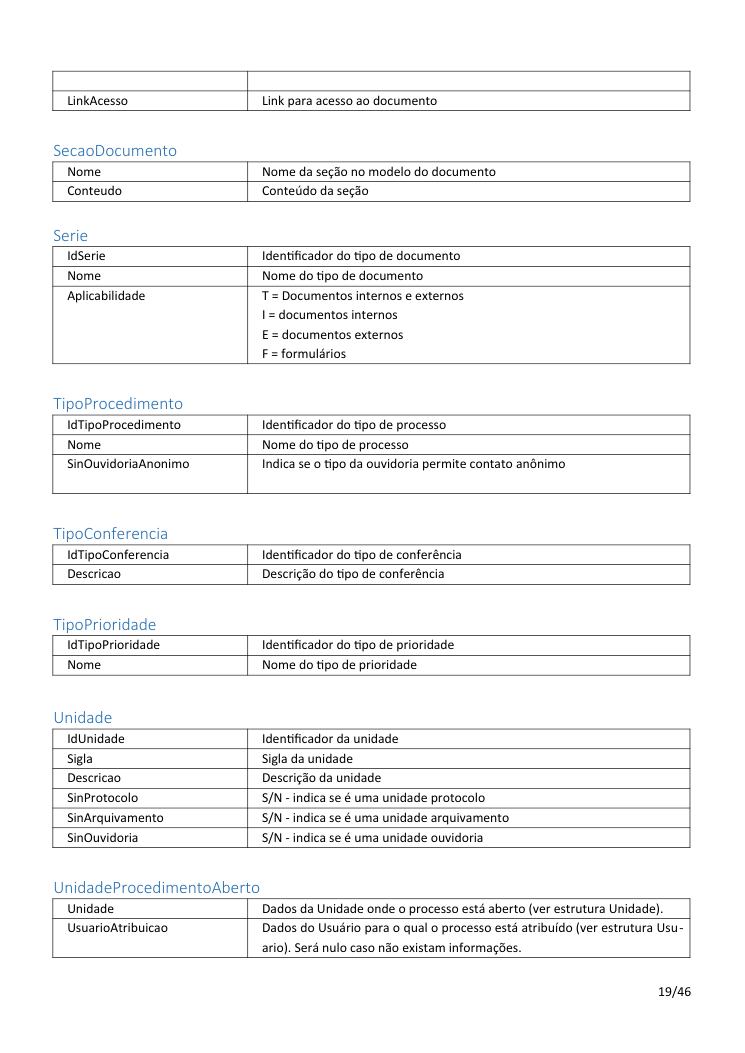 LinkAcesso Link para acesso ao documento
SecaoDocumento
Nome Nome da seção no modelo do documento
Conteudo Conteúdo da seção
Serie
IdSerie Identificador do tipo de documento
Nome Nome do tipo de documento
Aplicabilidade T = Documentos internos e externos
I = documentos internos
E = documentos externos
F = formulários
TipoProcedimento
IdTipoProcedimento Identificador do tipo de processo
Nome Nome do tipo de processo
SinOuvidoriaAnonimo Indica se o tipo da ouvidoria permite contato anônimo
TipoConferencia
IdTipoConferencia Identificador do tipo de conferência
Descricao Descrição do tipo de conferência
TipoPrioridade
IdTipoPrioridade Identificador do tipo de prioridade
Nome Nome do tipo de prioridade
Unidade
IdUnidade Identificador da unidade
Sigla Sigla da unidade
Descricao Descrição da unidade
SinProtocolo S/N - indica se é uma unidade protocolo
SinArquivamento S/N - indica se é uma unidade arquivamento
SinOuvidoria S/N - indica se é uma unidade ouvidoria
UnidadeProcedimentoAberto
Unidade Dados da Unidade onde o processo está aberto (ver estrutura Unidade).
UsuarioAtribuicao Dados do Usuário para o qual o processo está atribuído (ver estrutura Usu-
ario). Será nulo caso não existam informações.
19/46